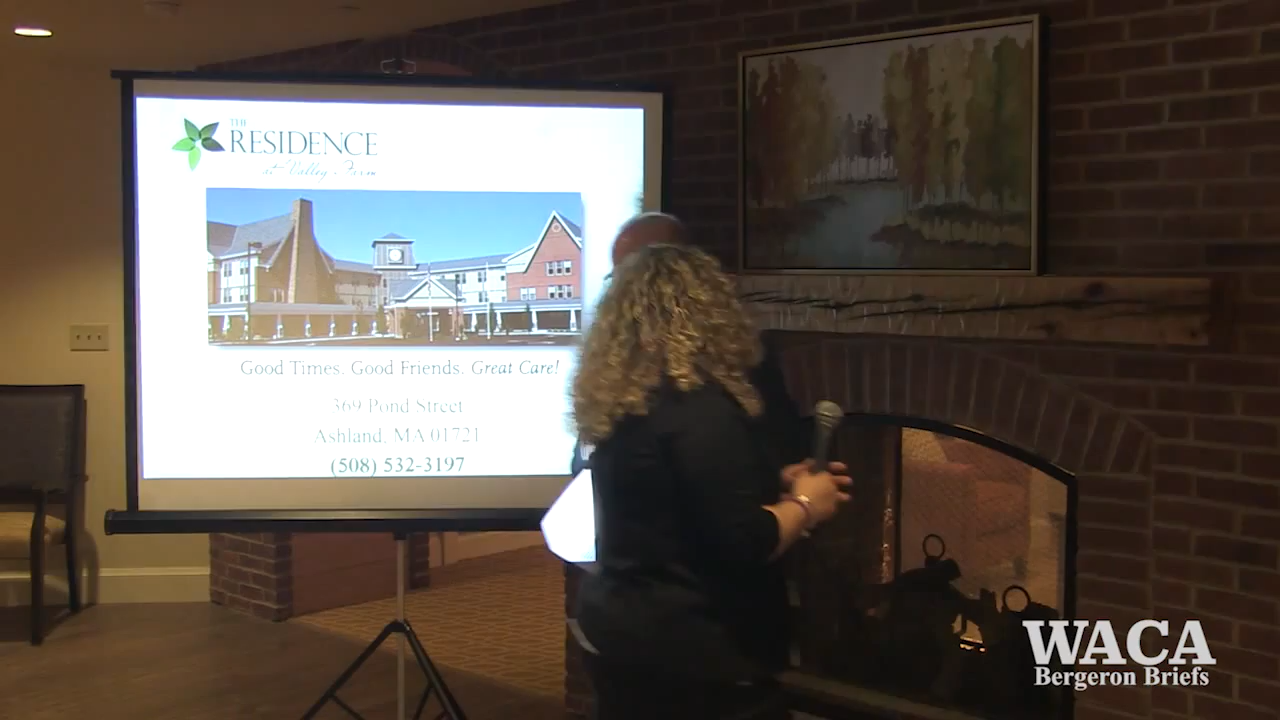 THE
RESIDENCE
at Valley Farm
Good Times. Good Friends. Great Care!
369 Pond Street
Ashland, MA 01721
(508) 532-3197
WACA
Bergeron Briefs